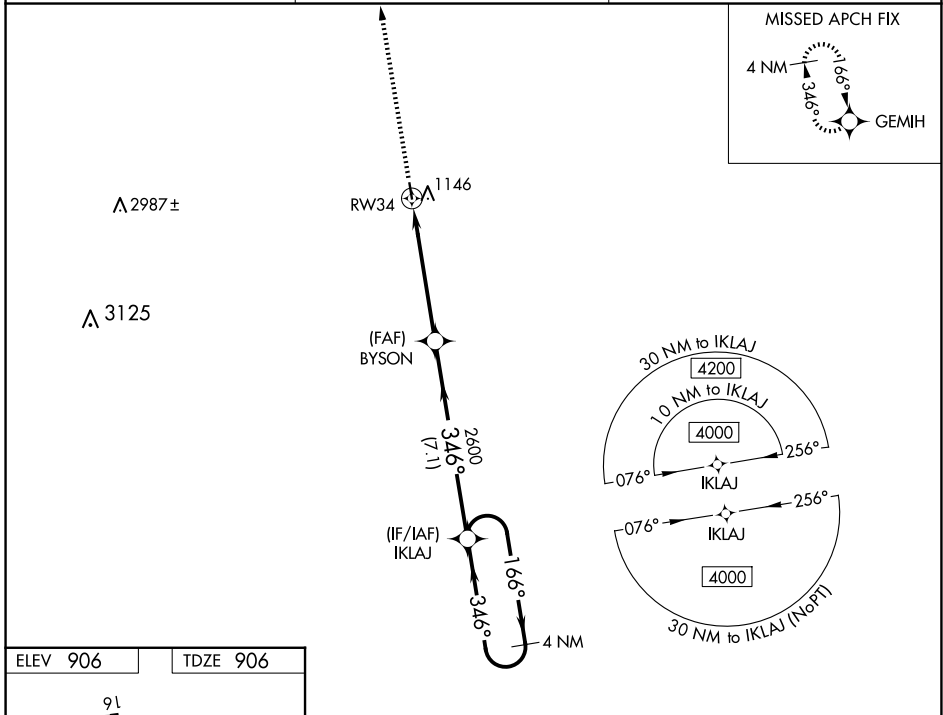 MISSED APCH FIX
4 NM
166°
346°
GEMIH
1146
RW34
2987±
3125
(FAF)
BYSON
30 NM to IKLAJ
4200
10 NM to IKLAJ
4000
076°
256°
IKLAJ
2600
346°
(7.1)
076°
256°
IKLAJ
4000
30 NM to IKLAJ (NoPT)
(IF/IAF)
IKLAJ
166°
346°
4 NM
ELEV 906
TDZE 906
16